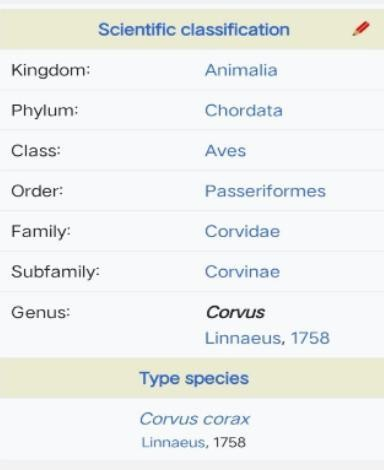 Scientific classification
Kingdom: Animalia
Phylum: Chordata
Class: Aves
Order: Passeriformes
Family: Corvidae
Subfamily: Corvinae
Genus: Corvus
Linnaeus, 1758
Type species
Corvus corax
Linnaeus, 1758